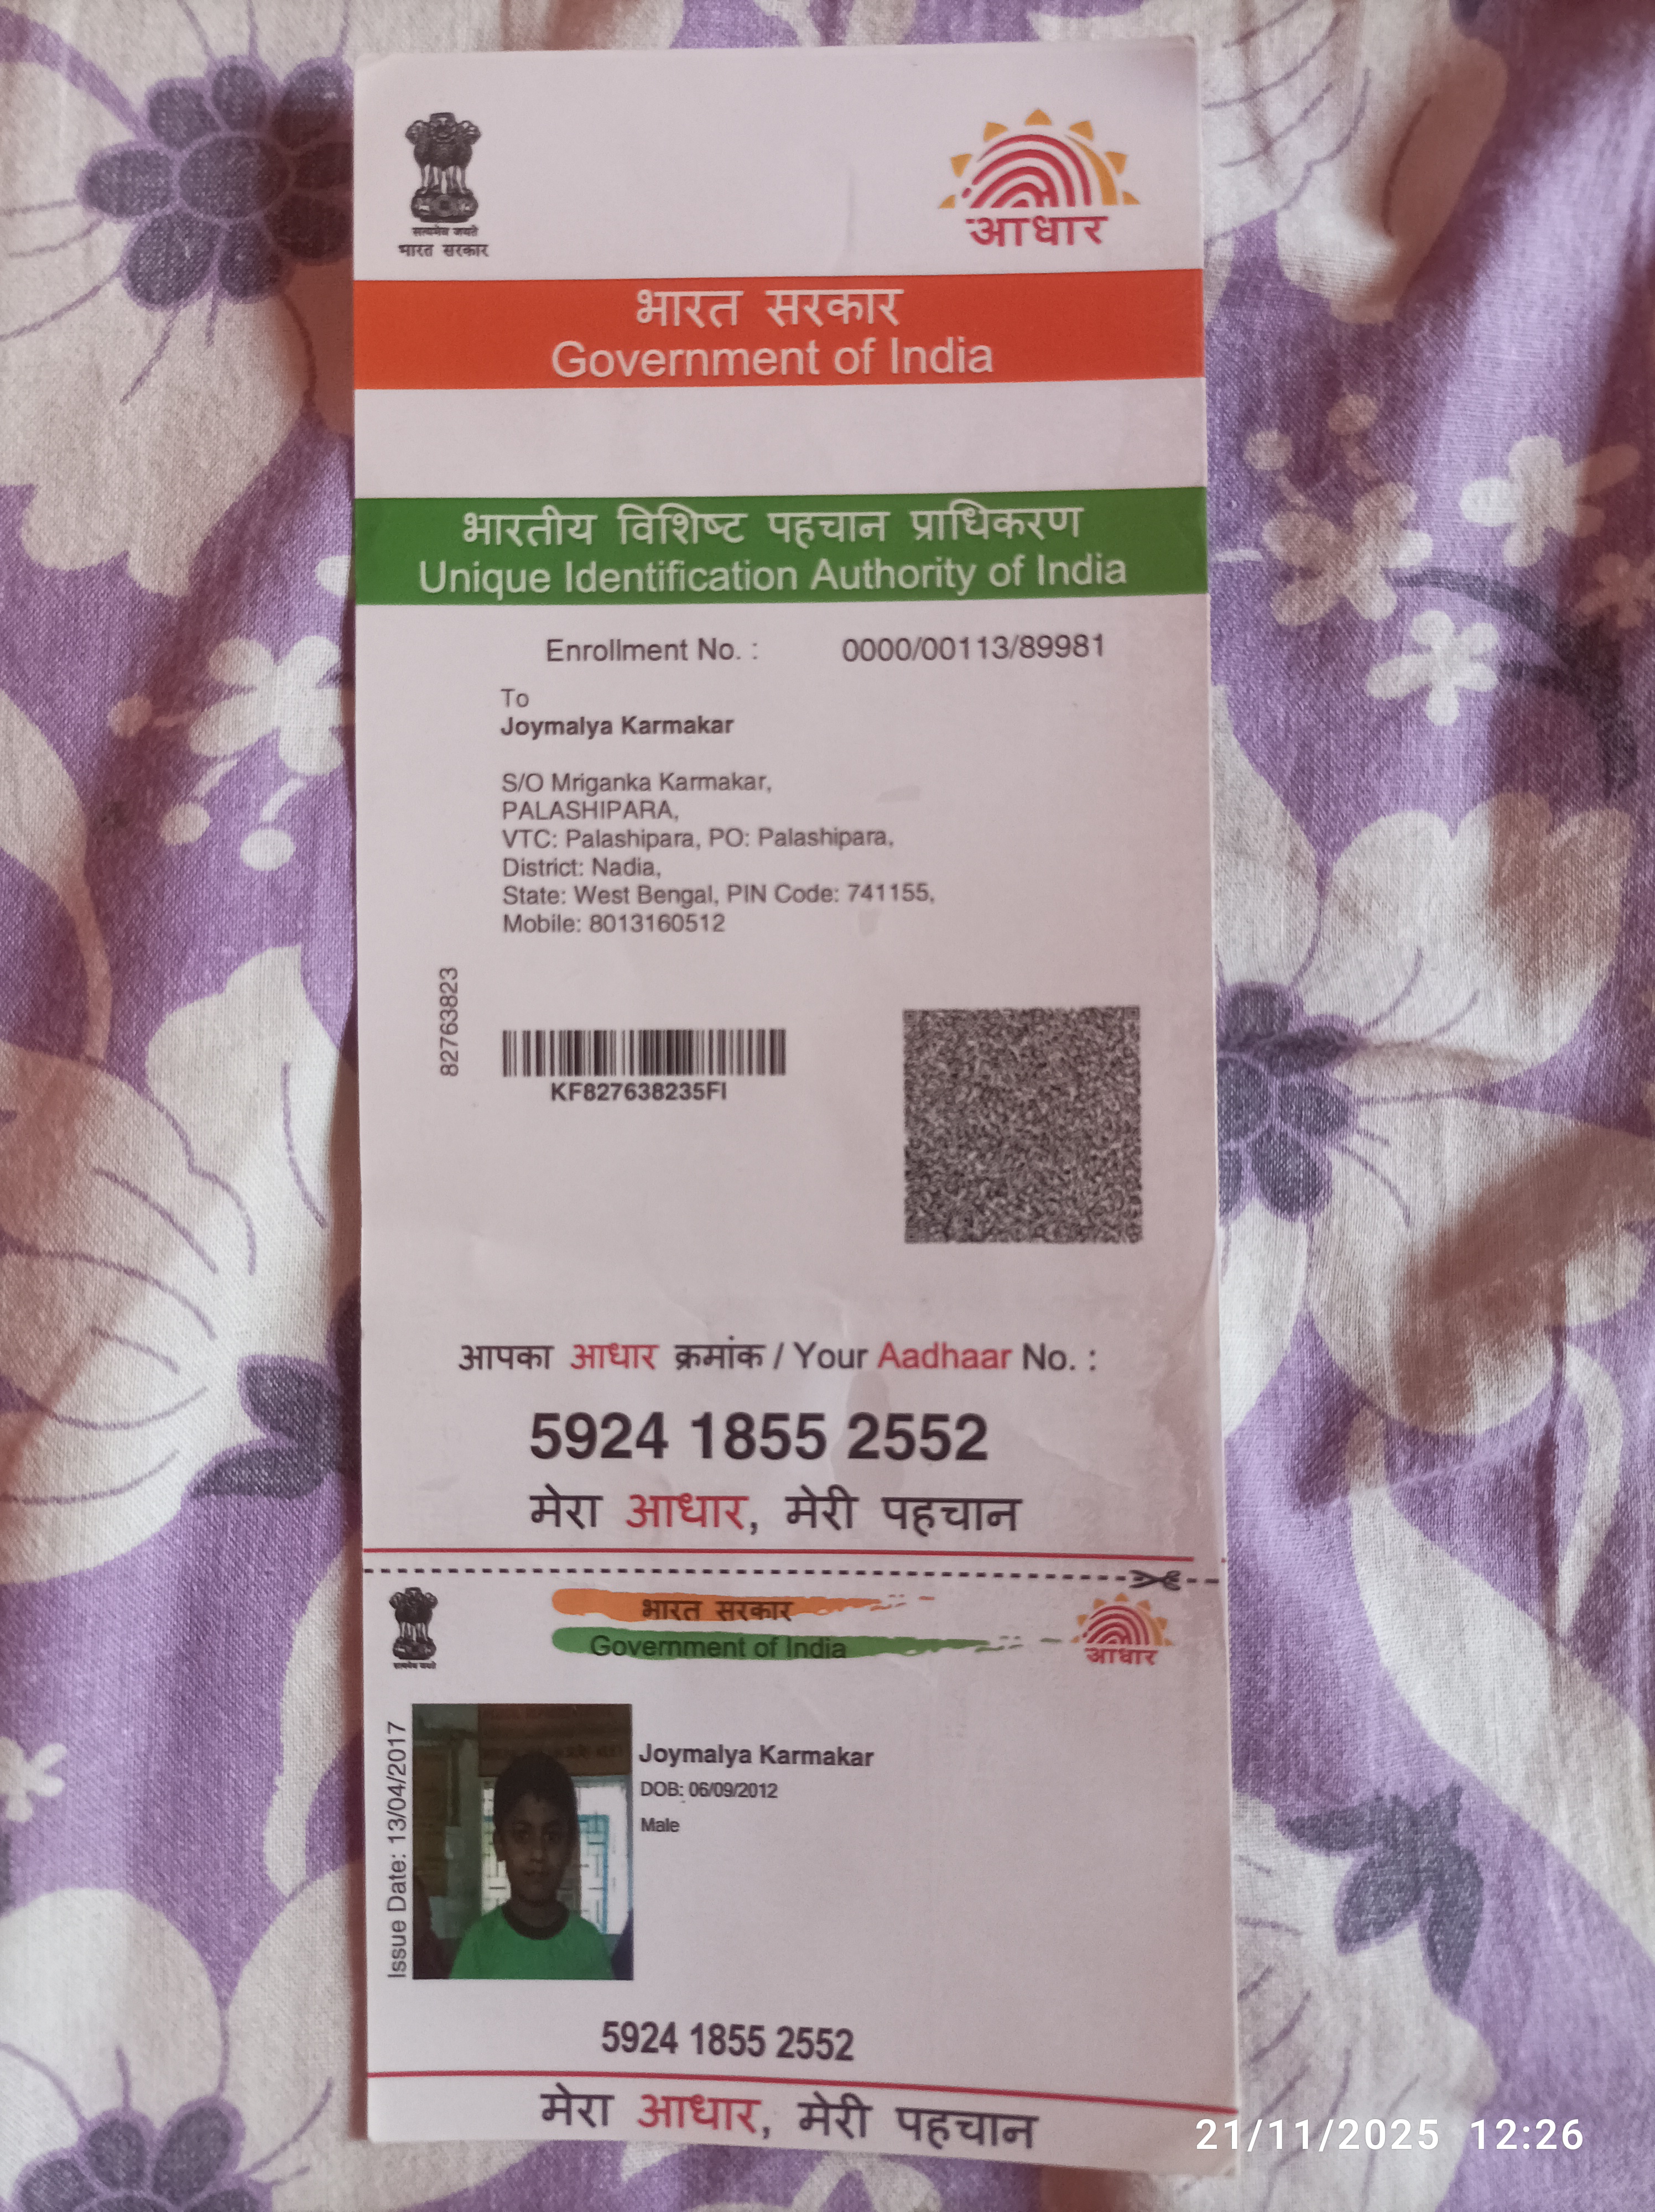 सत्यमेव जयते
भारत सरकार
आधार
भारत सरकार
Government of India
भारतीय विशिष्ट पहचान प्राधिकरण
Unique Identification Authority of India
Enrollment No. : 0000/00113/89981
To
Joymalya Karmakar
S/O Mriganka Karmakar,
PALASHIPARA,
VTC: Palashipara, PO: Palashipara,
District: Nadia,
State: West Bengal, PIN Code: 741155,
Mobile: 8013160512
82763823
KF827638235FI
आपका आधार क्रमांक / Your Aadhaar No. :
5924 1855 2552
मेरा आधार, मेरी पहचान
सत्यमेव जयते
भारत सरकार
Government of India
आधार
Issue Date: 13/04/2017
Joymalya Karmakar
DOB: 06/09/2012
Male
5924 1855 2552
मेरा आधार, मेरी पहचान
21/11/2025 12:26